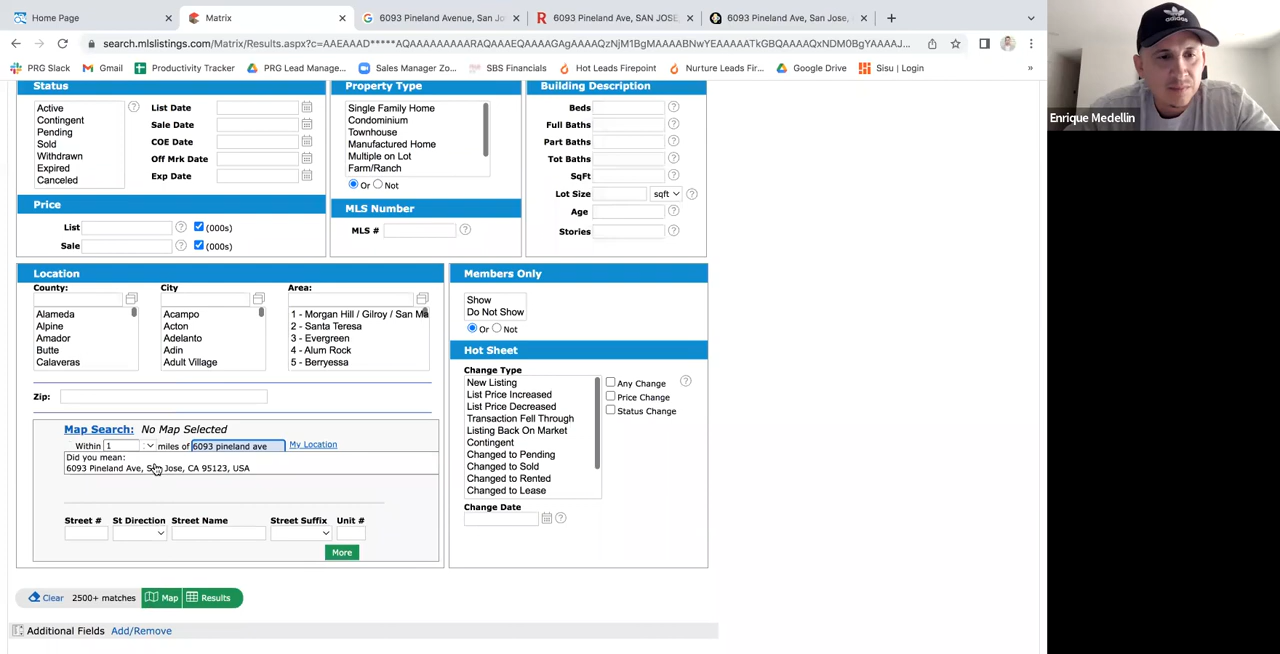 Home Page
Matrix
6093 Pineland Avenue, San Jo
6093 Pineland Ave, SAN JOSE,
6093 Pineland Ave, San Jose,
search.mlslistings.com/Matrix/Results.aspx?c=AAEAAAD*****AQAAAAAAAAARAQAAAEQAAAAGAgAAAAQzNjM1BgMAAAABNwYEAAAAATkGBQAAAAQxNDM0BgYAAAAJ...
PRG Slack
Gmail
Productivity Tracker
PRG Lead Manage...
Sales Manager Zo...
SBS Financials
Hot Leads Firepoint
Nurture Leads Fir...
Google Drive
Sisu | Login
»
Status
Property Type
Building Description
Active
Contingent
Pending
Sold
Withdrawn
Expired
Canceled
List Date
Sale Date
COE Date
Off Mrk Date
Exp Date
Single Family Home
Condominium
Townhouse
Manufactured Home
Multiple on Lot
Farm/Ranch
Or Not
Beds
Full Baths
Part Baths
Tot Baths
SqFt
Lot Size sqft
Age
Stories
Price
List (000s)
Sale (000s)
MLS Number
MLS #
Location
County:
Alameda
Alpine
Amador
Butte
Calaveras
City
Acampo
Acton
Adelanto
Adin
Adult Village
Area:
1 - Morgan Hill / Gilroy / San Ma
2 - Santa Teresa
3 - Evergreen
4 - Alum Rock
5 - Berryessa
Zip:
Map Search: No Map Selected
Within 1 miles of 6093 pineland ave My Location
Did you mean:
6093 Pineland Ave, San Jose, CA 95123, USA
Street # St Direction Street Name Street Suffix Unit #
More
Members Only
Show
Do Not Show
Or Not
Hot Sheet
Change Type
New Listing
List Price Increased
List Price Decreased
Transaction Fell Through
Listing Back On Market
Contingent
Changed to Pending
Changed to Sold
Changed to Rented
Changed to Lease
Any Change
Price Change
Status Change
Change Date
Clear 2500+ matches Map Results
Additional Fields Add/Remove
adidas
Enrique Medellin